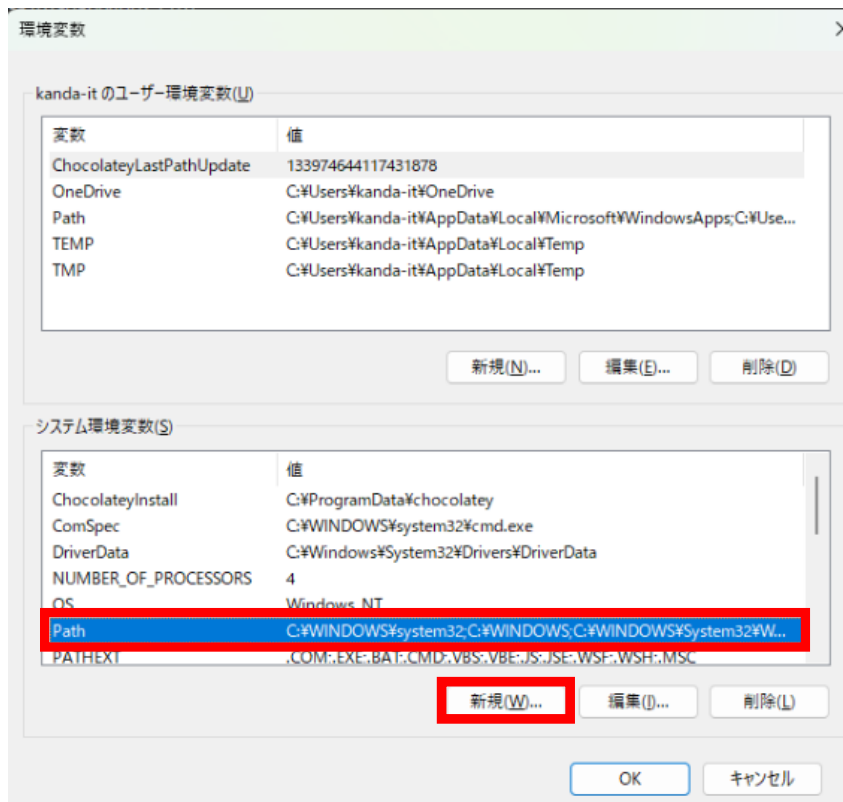 環境変数
kanda-it のユーザー環境変数(U)
変数 値
ChocolateyLastPathUpdate 133974644117431878
OneDrive C:¥Users¥kanda-it¥OneDrive
Path C:¥Users¥kanda-it¥AppData¥Local¥Microsoft¥WindowsApps;C:¥Use...
TEMP C:¥Users¥kanda-it¥AppData¥Local¥Temp
TMP C:¥Users¥kanda-it¥AppData¥Local¥Temp
新規(N)... 編集(E)... 削除(D)
システム環境変数(S)
変数 値
ChocolateyInstall C:¥ProgramData¥chocolatey
ComSpec C:¥WINDOWS¥system32¥cmd.exe
DriverData C:¥Windows¥System32¥Drivers¥DriverData
NUMBER_OF_PROCESSORS 4
OS Windows_NT
Path C:¥WINDOWS¥system32;C:¥WINDOWS;C:¥WINDOWS¥System32¥W...
PATHEXT .COM;.EXE;.BAT;.CMD;.VBS;.VBE;.JS;.JSE;.WSF;.WSH;.MSC
新規(W)... 編集(I)... 削除(L)
OK キャンセル